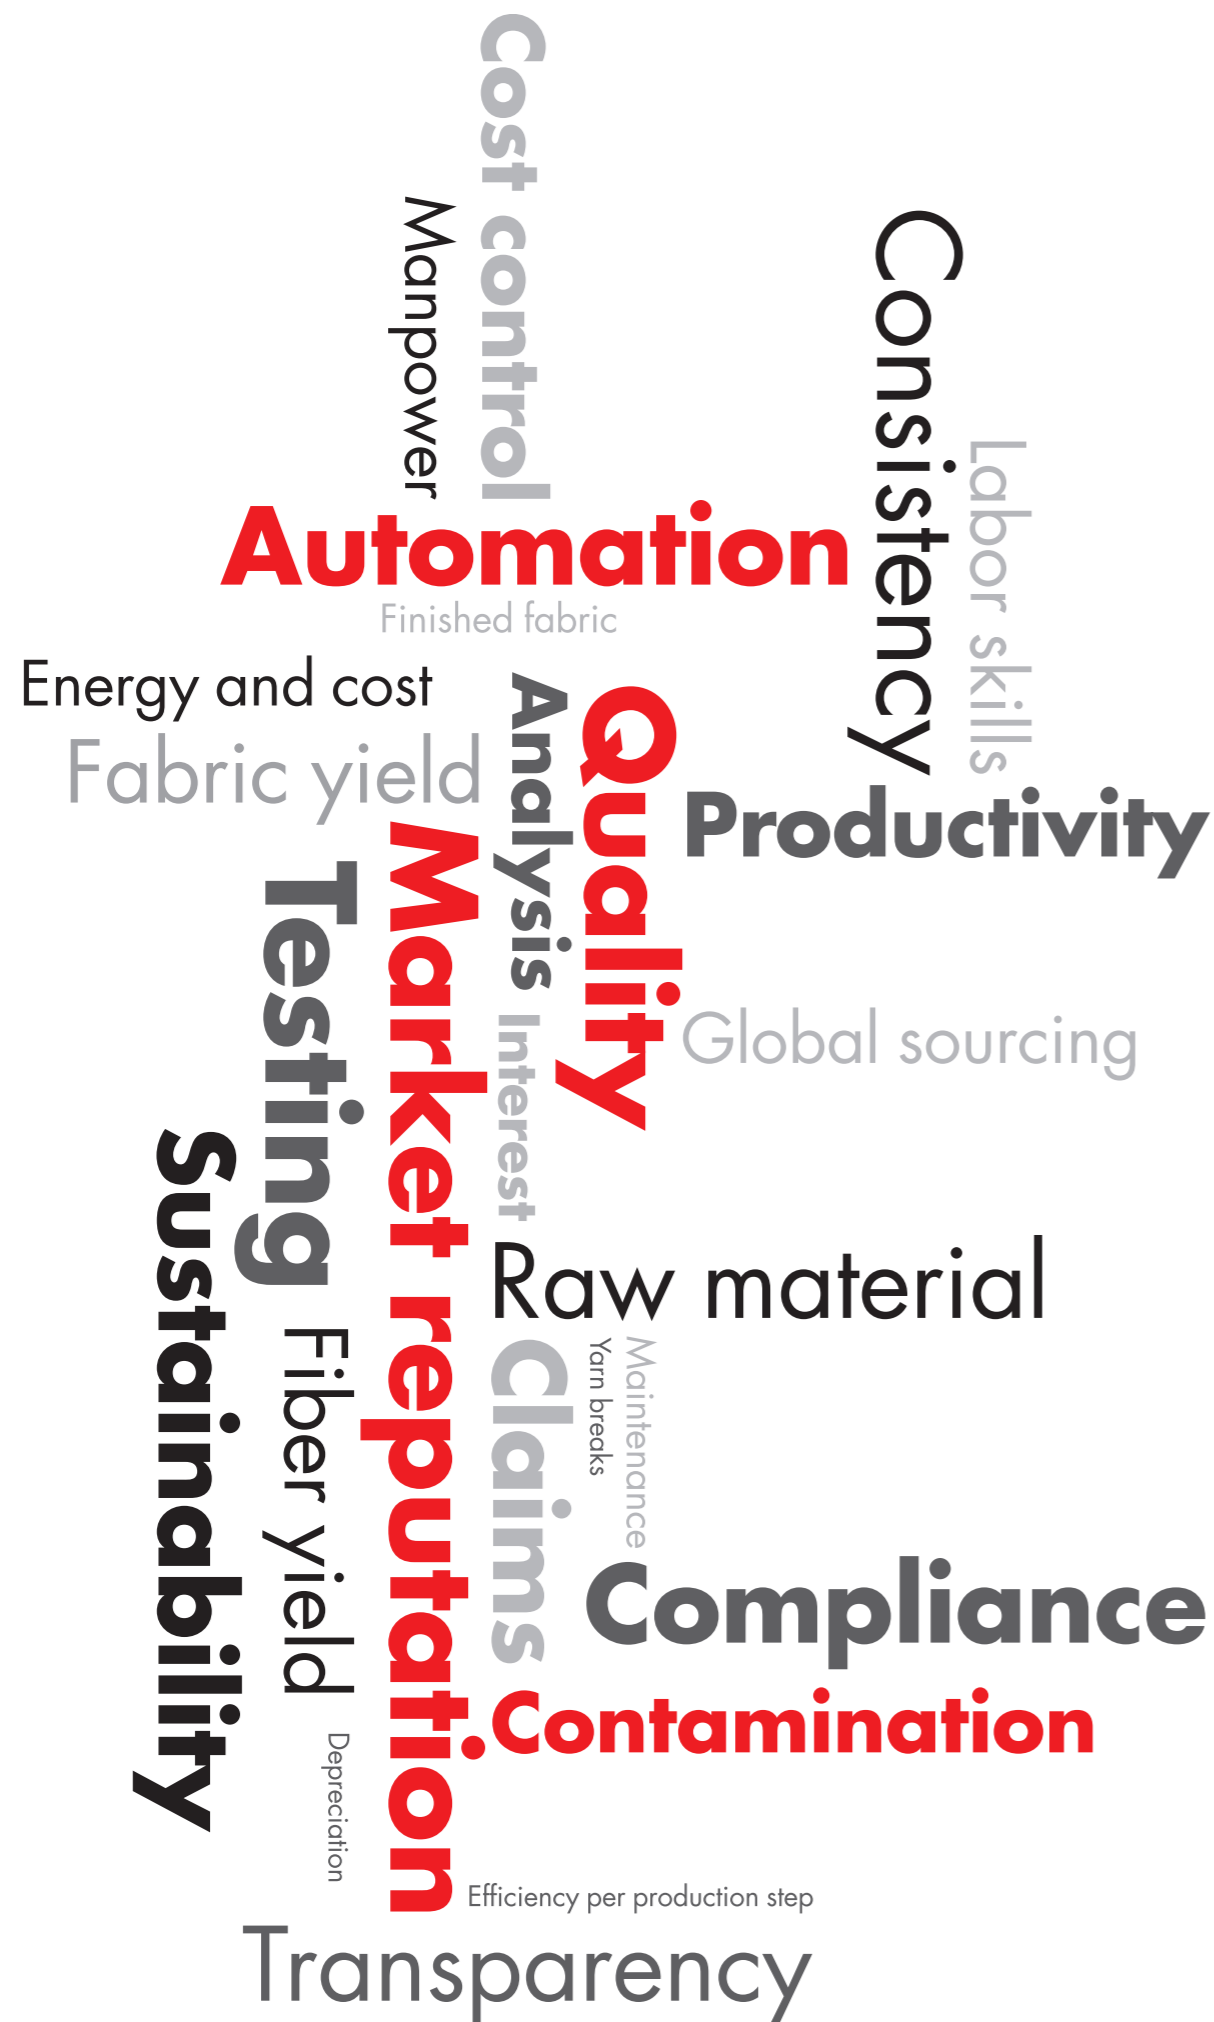 Cost control
Manpower
Consistency
Labor skills
Automation
Finished fabric
Energy and cost
Fabric yield
Analysis
Quality
Productivity
Market reputation
Testing
Interest
Global sourcing
Sustainability
Raw material
Fiber yield
Claims
Yarn breaks
Maintenance
Compliance
Contamination
Depreciation
Efficiency per production step
Transparency